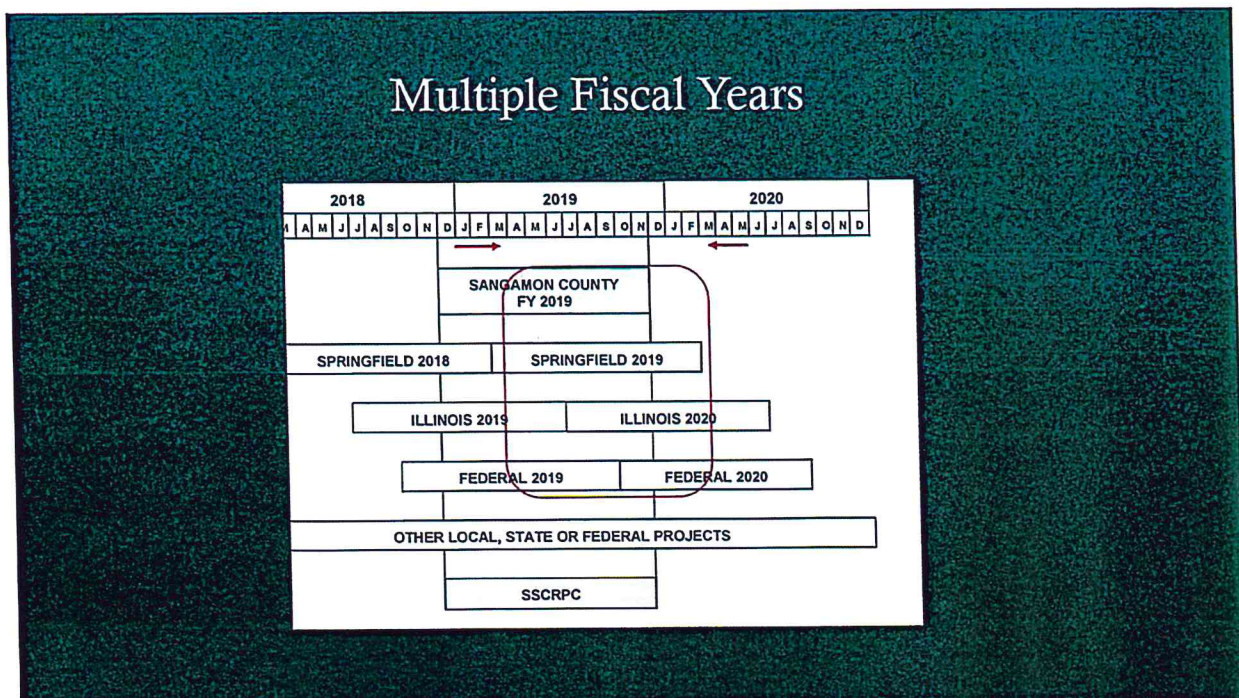 Multiple Fiscal Years
2018 2019 2020
A M J J A S O N D J F M A M J J A S O N D J F M A M J J A S O N D
SANGAMON COUNTY
FY 2019
SPRINGFIELD 2018 SPRINGFIELD 2019
ILLINOIS 2019 ILLINOIS 2020
FEDERAL 2019 FEDERAL 2020
OTHER LOCAL, STATE OR FEDERAL PROJECTS
SSCRPC